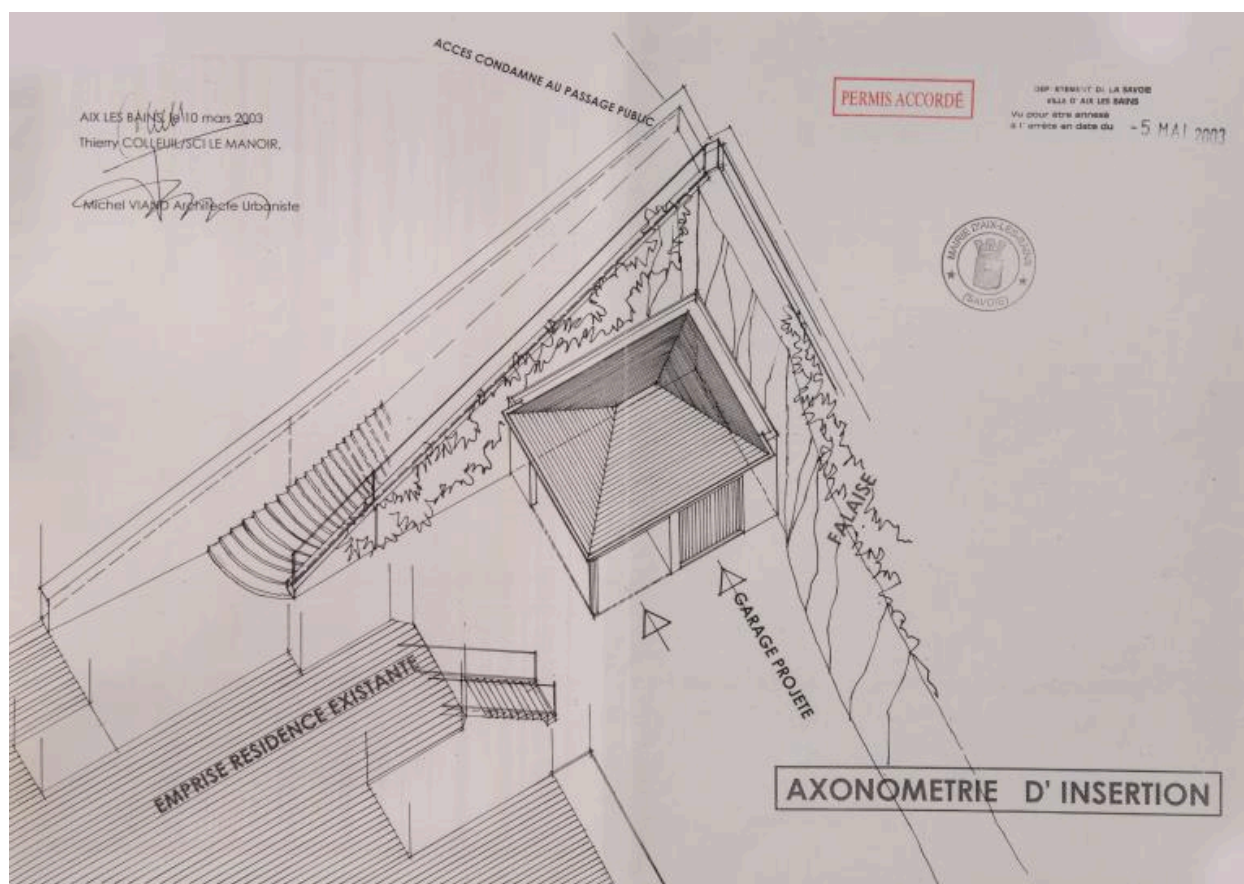 ACCES CONDAMNE AU PASSAGE PUBLIC
AIX LES BAINS, le 10 mars 2003
Thierry COLLEUIL/SCI LE MANOIR.
Michel VIAND Architecte Urbaniste
PERMIS ACCORDÉ
DEPARTEMENT DE LA SAVOIE
VILLE D' AIX LES BAINS
Vu pour être annexé
à l' arrêté en date du - 5 MAI 2003
MAIRIE D'AIX-LES-BAINS
(SAVOIE)
FALAISE
GARAGE PROJETE
EMPRISE RESIDENCE EXISTANTE
AXONOMETRIE D' INSERTION